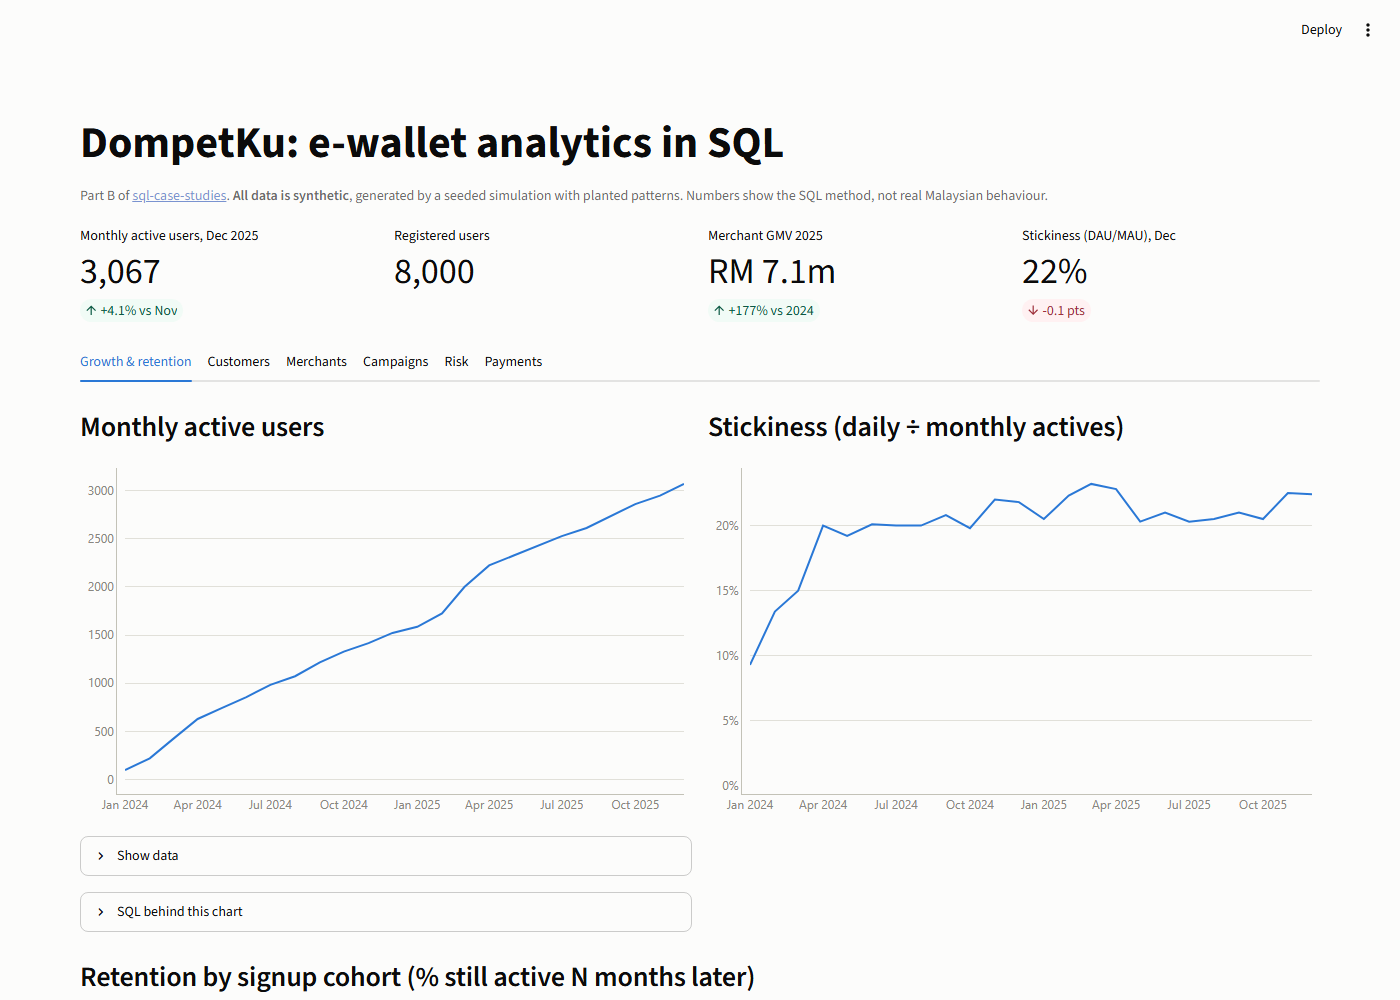 Deploy
DompetKu: e-wallet analytics in SQL
Part B of sql-case-studies. All data is synthetic, generated by a seeded simulation with planted patterns. Numbers show the SQL method, not real Malaysian behaviour.
Monthly active users, Dec 2025
3,067
↑ +4.1% vs Nov
Registered users
8,000
Merchant GMV 2025
RM 7.1m
↑ +177% vs 2024
Stickiness (DAU/MAU), Dec
22%
↓ -0.1 pts
Growth & retention Customers Merchants Campaigns Risk Payments
Monthly active users
3000
2500
2000
1500
1000
500
0
Jan 2024 Apr 2024 Jul 2024 Oct 2024 Jan 2025 Apr 2025 Jul 2025 Oct 2025
Stickiness (daily ÷ monthly actives)
20%
15%
10%
5%
0%
Jan 2024 Apr 2024 Jul 2024 Oct 2024 Jan 2025 Apr 2025 Jul 2025 Oct 2025
Show data
SQL behind this chart
Retention by signup cohort (% still active N months later)